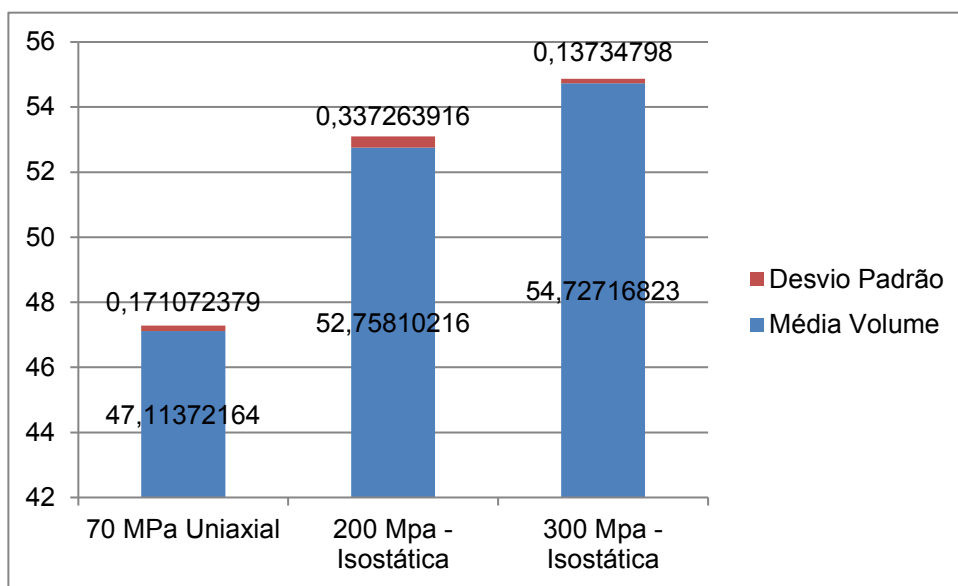 56
54
52
50
48
46
44
42
0,171072379
47,11372164
0,337263916
52,75810216
0,13734798
54,72716823
70 MPa Uniaxial
200 Mpa -
Isostática
300 Mpa -
Isostática
Desvio Padrão
Média Volume